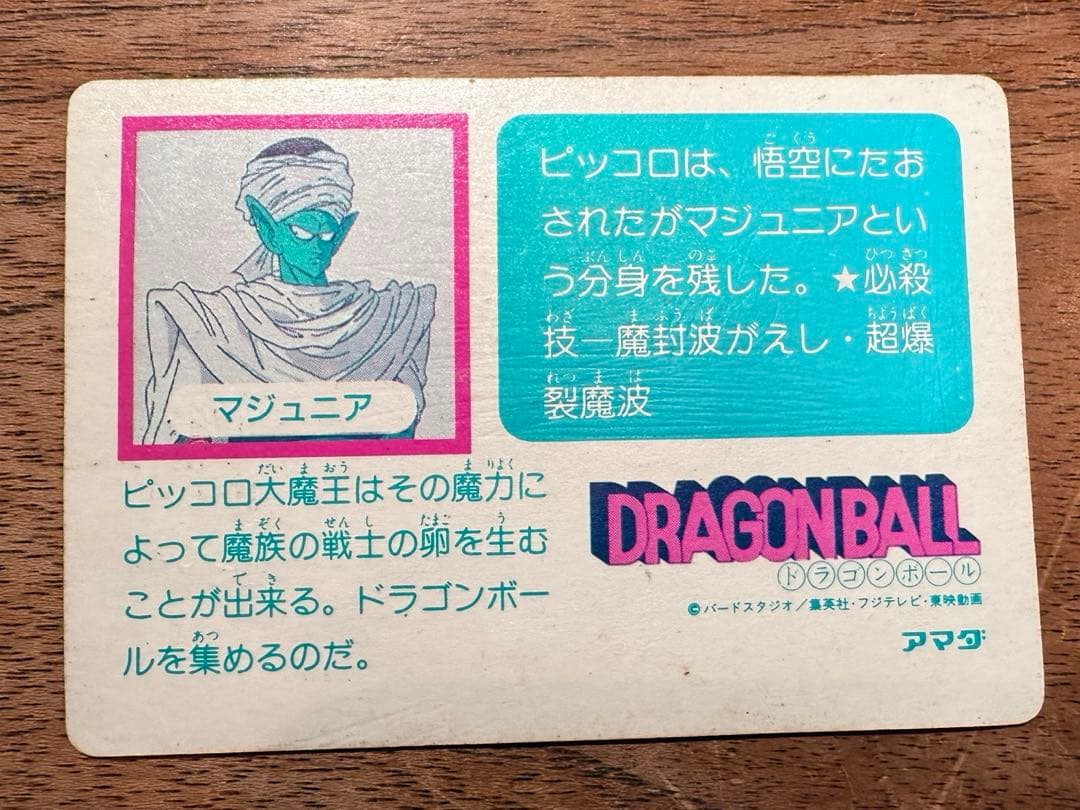 マジュニア
ピッコロは、悟空にたお
されたがマジュニアとい
う分身を残した。★必殺
技—魔封波がえし・超爆
裂魔波
ピッコロ大魔王はその魔力に
よって魔族の戦士の卵を生む
ことが出来る。ドラゴンボー
ルを集めるのだ。
DRAGON BALL
ドラゴンボール
©バードスタジオ／集英社・フジテレビ・東映動画
アマダ